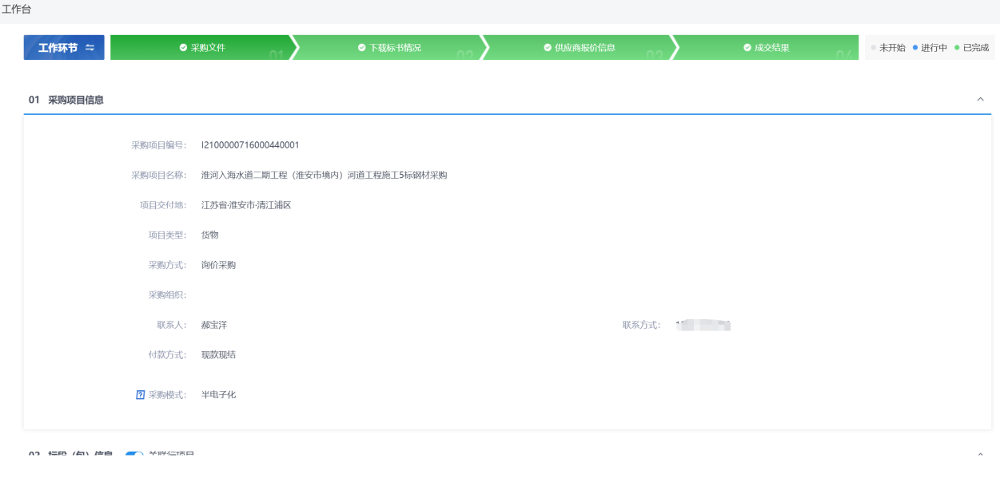 工作台
工作环节
采购文件 01
下载标书情况 02
供应商报价信息 03
成交结果 04
未开始 进行中 已完成
01 采购项目信息
采购项目编号： I2100000716000440001
采购项目名称： 淮河入海水道二期工程（淮安市境内）河道工程施工5标钢材采购
项目交付地： 江苏省·淮安市·清江浦区
项目类型： 货物
采购方式： 询价采购
采购组织：
联系人： 郝宝洋 联系方式：
付款方式： 现款现结
采购模式： 半电子化
02 标段（包）信息 关联行项目